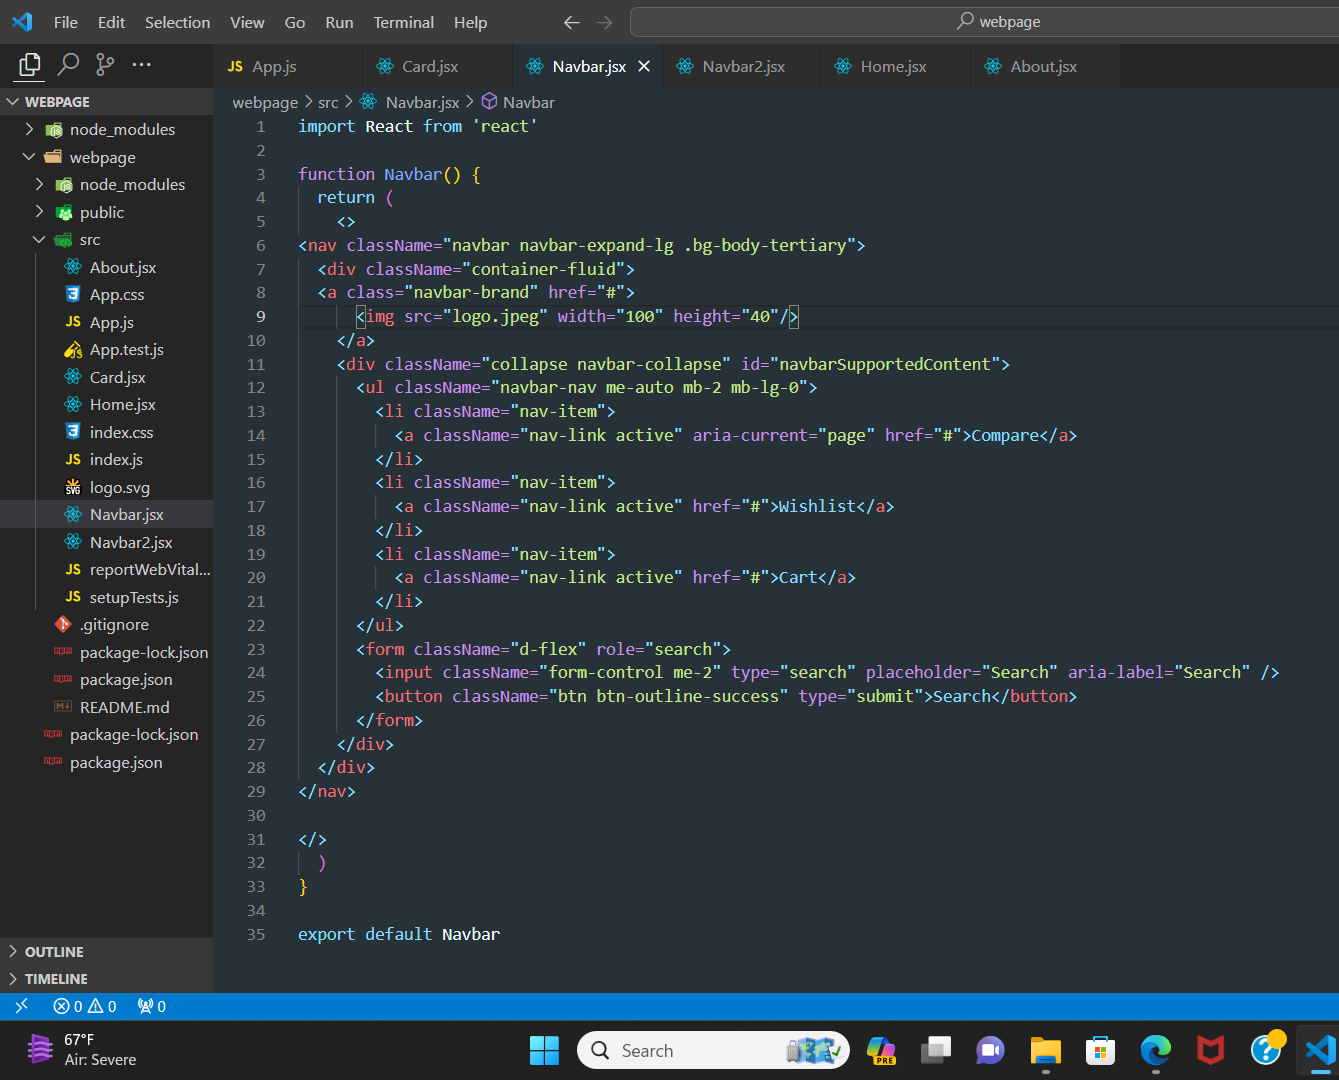 File Edit Selection View Go Run Terminal Help webpage
App.js Card.jsx Navbar.jsx Navbar2.jsx Home.jsx About.jsx
WEBPAGE
node_modules
webpage
node_modules
public
src
About.jsx
App.css
App.js
App.test.js
Card.jsx
Home.jsx
index.css
index.js
logo.svg
Navbar.jsx
Navbar2.jsx
reportWebVital...
setupTests.js
.gitignore
package-lock.json
package.json
README.md
package-lock.json
package.json
OUTLINE
TIMELINE
webpage > src > Navbar.jsx > Navbar
1 import React from 'react'
2
3 function Navbar() {
4 return (
5 <>
6 <nav className="navbar navbar-expand-lg .bg-body-tertiary">
7 <div className="container-fluid">
8 <a class="navbar-brand" href="#">
9 <img src="logo.jpeg" width="100" height="40"/>
10 </a>
11 <div className="collapse navbar-collapse" id="navbarSupportedContent">
12 <ul className="navbar-nav me-auto mb-2 mb-lg-0">
13 <li className="nav-item">
14 <a className="nav-link active" aria-current="page" href="#">Compare</a>
15 </li>
16 <li className="nav-item">
17 <a className="nav-link active" href="#">Wishlist</a>
18 </li>
19 <li className="nav-item">
20 <a className="nav-link active" href="#">Cart</a>
21 </li>
22 </ul>
23 <form className="d-flex" role="search">
24 <input className="form-control me-2" type="search" placeholder="Search" aria-label="Search" />
25 <button className="btn btn-outline-success" type="submit">Search</button>
26 </form>
27 </div>
28 </div>
29 </nav>
30
31 </>
32 )
33 }
34
35 export default Navbar
0 0 0
67°F
Air: Severe
Search
PRE